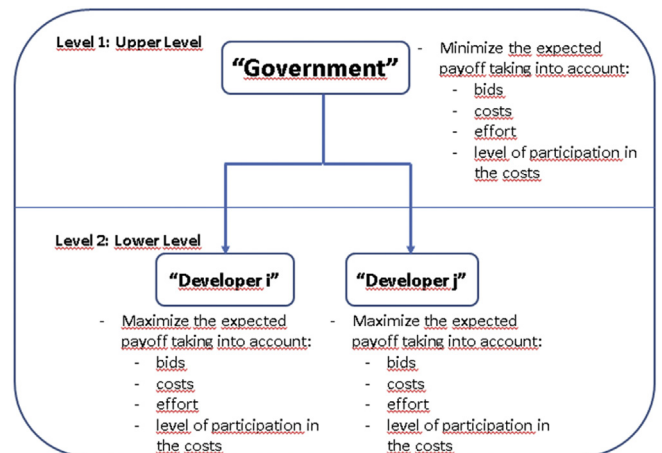 Level 1: Upper Level
“Government”
- Minimize the expected
payoff taking into account:
- bids
- costs
- effort
- level of participation in
the costs
Level 2: Lower Level
“Developer i”
- Maximize the expected
payoff taking into account:
- bids
- costs
- effort
- level of participation in
the costs
“Developer j”
- Maximize the expected
payoff taking into account:
- bids
- costs
- effort
- level of participation in
the costs